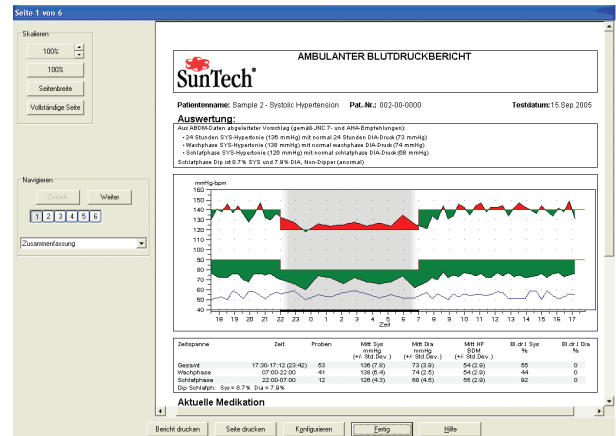 Seite 1 von 6
Skalieren
100%
100%
Seitenbreite
Vollständige Seite
Navigieren
Zurück Weiter
1 2 3 4 5 6
Zusammenfassung
SunTech®
AMBULANTER BLUTDRUCKBERICHT
Patientenname: Sample 2 - Systolic Hypertension Pat.-Nr.: 002-00-0000 Testdatum: 15.Sep.2005
Auswertung:
Aus ABDM-Daten abgeleiteter Vorschlag (gemäß JNC 7- und AHA-Empfehlungen):
- 24 Stunden SYS-Hypertonie (136 mmHg) mit normal 24 Stunden DIA-Druk (73 mmHg)
- Wachphase SYS-Hypertonie (138 mmHg) mit normal wachphase DIA-Druk (74 mmHg)
- Schlafphase SYS-Hypertonie (126 mmHg) mit normal schlafphase DIA-Druk (68 mmHg)
Schlafphase Dip ist 8.7% SYS und 7.9% DIA, Non-Dipper (anormal)
mmHg-bpm
160
150
140
130
120
110
100
90
80
70
60
50
40
18 19 20 21 22 23 0 1 2 3 4 5 6 7 8 9 10 11 12 13 14 15 16 17
Zeit
Zeitspanne Zeit Proben Mitt Sys Mitt Dia Mitt HF Bl.dr.l Sys Bl.dr.l Dia
mmHg mmHg BDM % %
(+/- Std.Dev.) (+/- Std.Dev.) (+/- Std.Dev.)
Gesamt 17:30-17:12 (23:42) 53 136 (7.8) 73 (3.9) 54 (2.9) 55 0
Wachphase 07:00-22:00 41 138 (6.4) 74 (2.5) 54 (2.9) 44 0
Schlafphase 22:00-07:00 12 126 (4.3) 68 (4.5) 55 (2.9) 92 0
Dip Schlafph: Sys = 8.7% Dia = 7.9%
Aktuelle Medikation
Bericht drucken Seite drucken Konfigurieren Fertig Hilfe